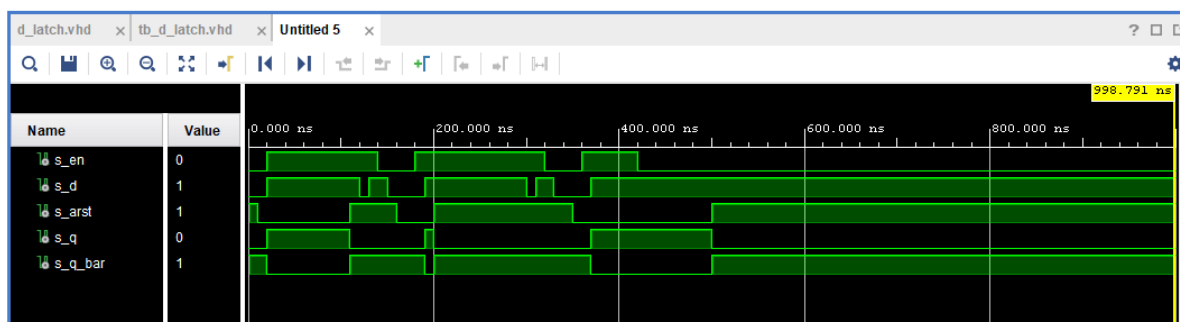 d_latch.vhd × tb_d_latch.vhd × Untitled 5 ×
998.791 ns
Name Value 0.000 ns 200.000 ns 400.000 ns 600.000 ns 800.000 ns
s_en 0
s_d 1
s_arst 1
s_q 0
s_q_bar 1